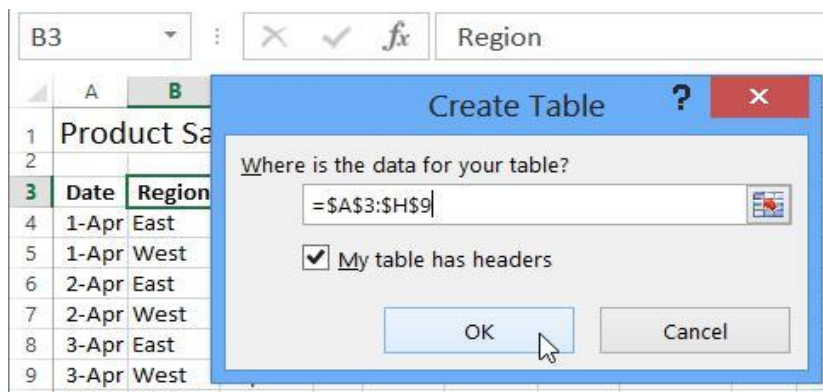 B3 fx Region
A B
Create Table ? ×
1 Product Sa
2
Where is the data for your table?
3 Date Region
=$A$3:$H$9
4 1-Apr East
5 1-Apr West
My table has headers
6 2-Apr East
7 2-Apr West
OK Cancel
8 3-Apr East
9 3-Apr West